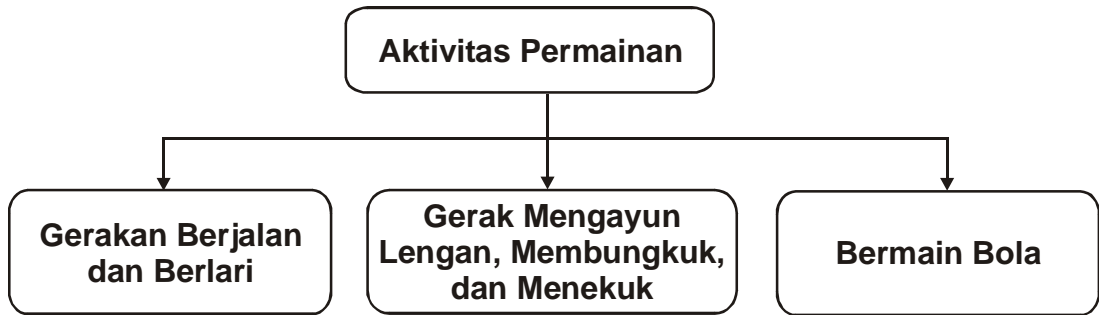 Aktivitas Permainan
Gerakan Berjalan
dan Berlari
Gerak Mengayun
Lengan, Membungkuk,
dan Menekuk
Bermain Bola